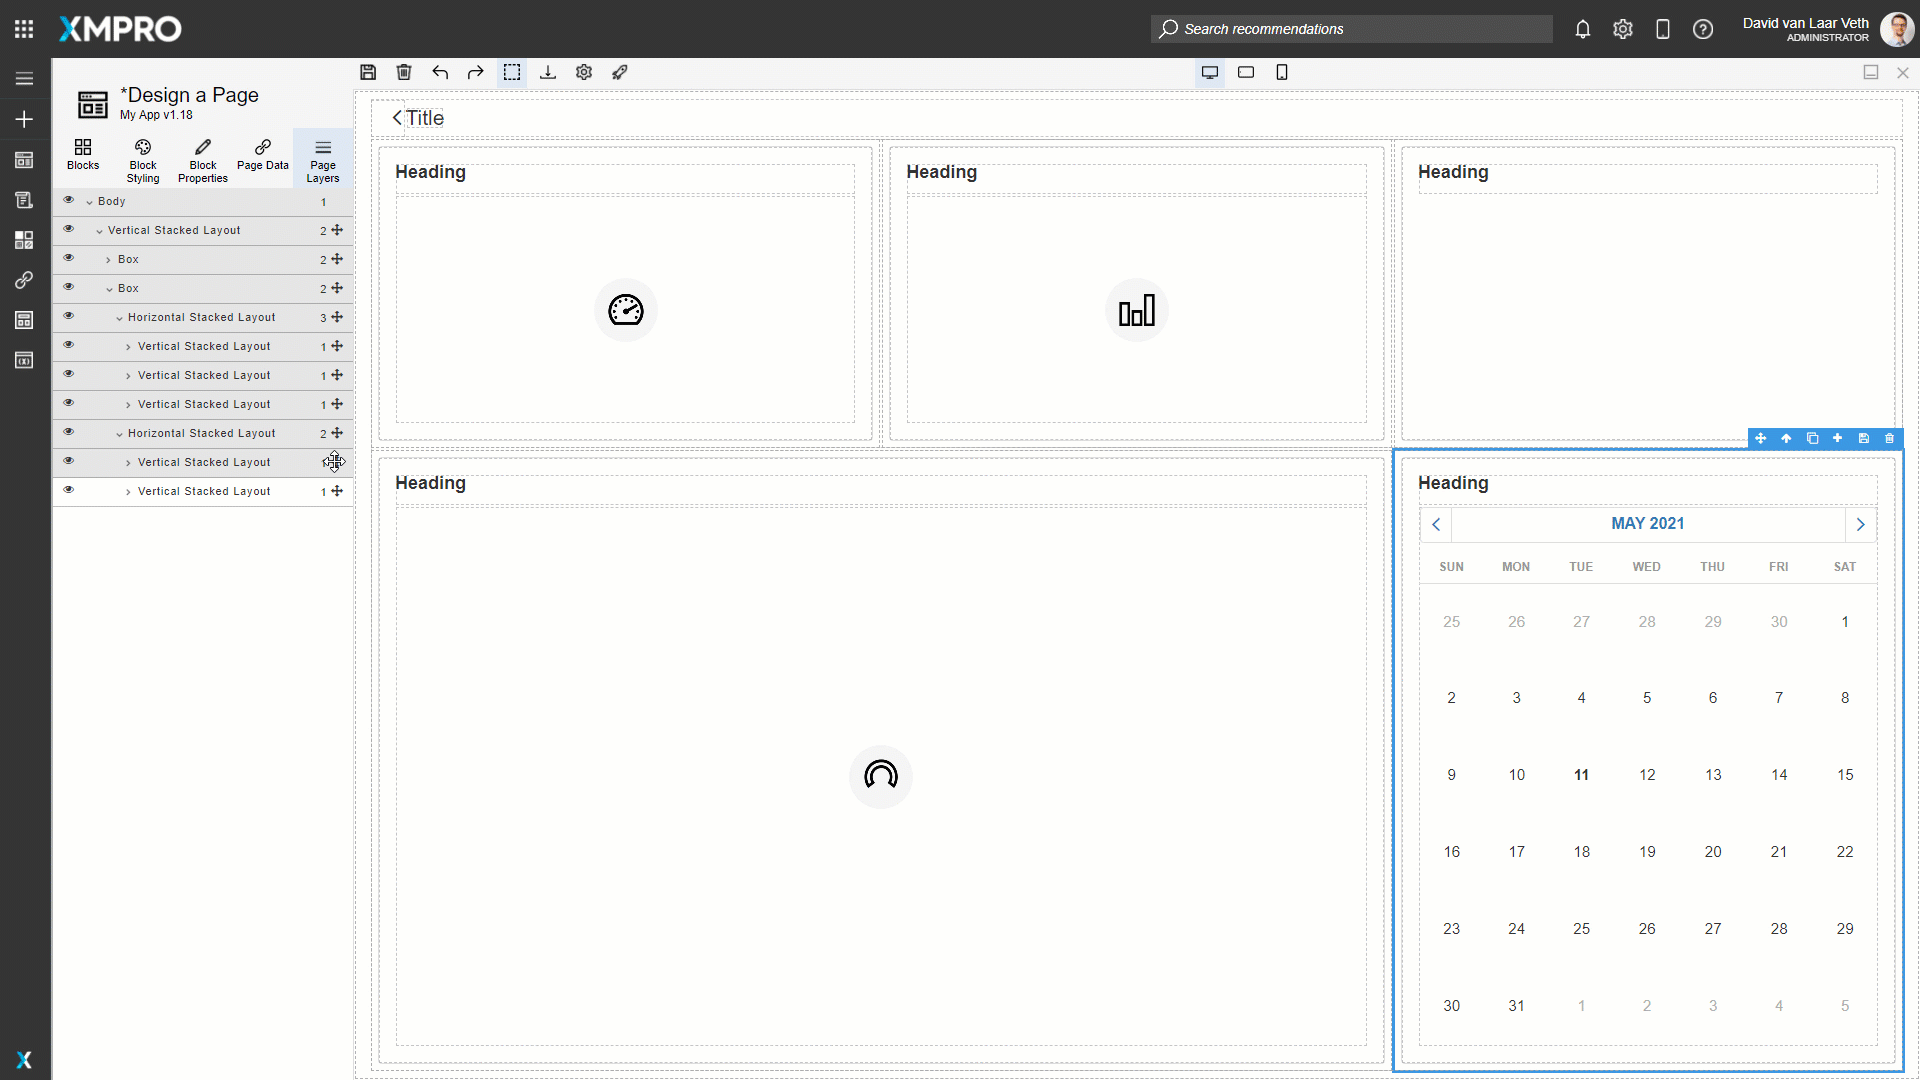 XMPRO
Search recommendations
David van Laar Veth
ADMINISTRATOR
*Design a Page
My App v1.18
Blocks
Block Styling
Block Properties
Page Data
Page Layers
Body 1
Vertical Stacked Layout 2
Box 2
Box 2
Horizontal Stacked Layout 3
Vertical Stacked Layout 1
Vertical Stacked Layout 1
Vertical Stacked Layout 1
Horizontal Stacked Layout 2
Vertical Stacked Layout
Vertical Stacked Layout 1
Title
Heading
Heading
Heading
Heading
Heading
MAY 2021
SUN MON TUE WED THU FRI SAT
25 26 27 28 29 30 1
2 3 4 5 6 7 8
9 10 11 12 13 14 15
16 17 18 19 20 21 22
23 24 25 26 27 28 29
30 31 1 2 3 4 5